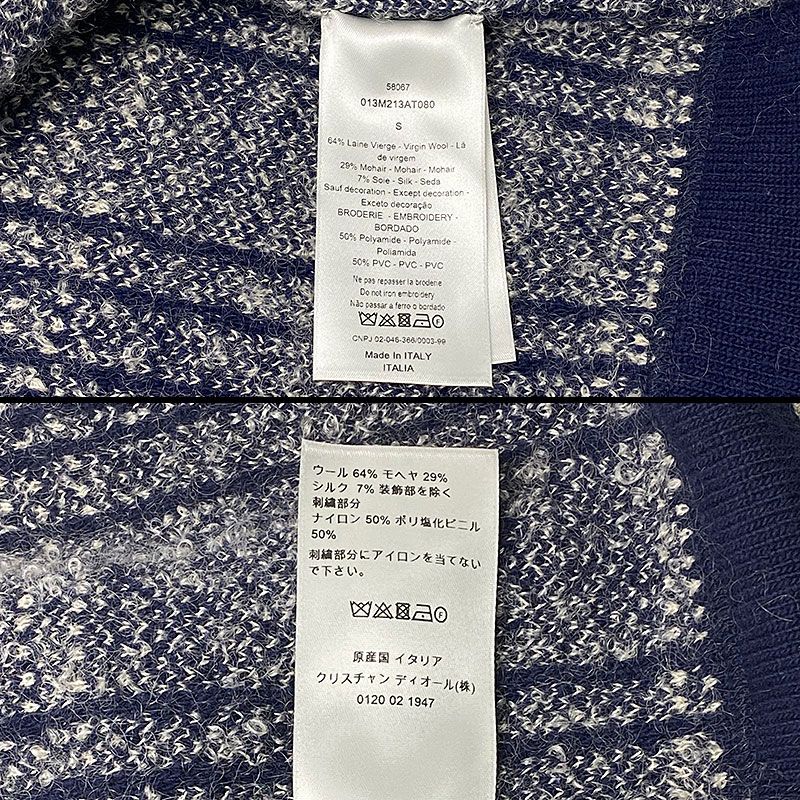 58067
013M213AT080
S
64% Laine Vierge - Virgin Wool - Lã
de virgem
29% Mohair - Mohair - Mohair
7% Soie - Silk - Seda
Sauf décoration - Except decoration -
Exceto decoração
BRODERIE - EMBROIDERY -
BORDADO
50% Polyamide - Polyamide -
Poliamida
50% PVC - PVC - PVC
Ne pas repasser la broderie
Do not iron embroidery
Não passar a ferro o bordado
CNPJ 02-046-366/0003-99
Made In ITALY
ITALIA
ウール 64% モヘヤ 29%
シルク 7% 装飾部を除く
刺繍部分
ナイロン 50% ポリ塩化ビニル
50%
刺繍部分にアイロンを当てない
で下さい。
原産国 イタリア
クリスチャン ディオール(株)
0120 02 1947